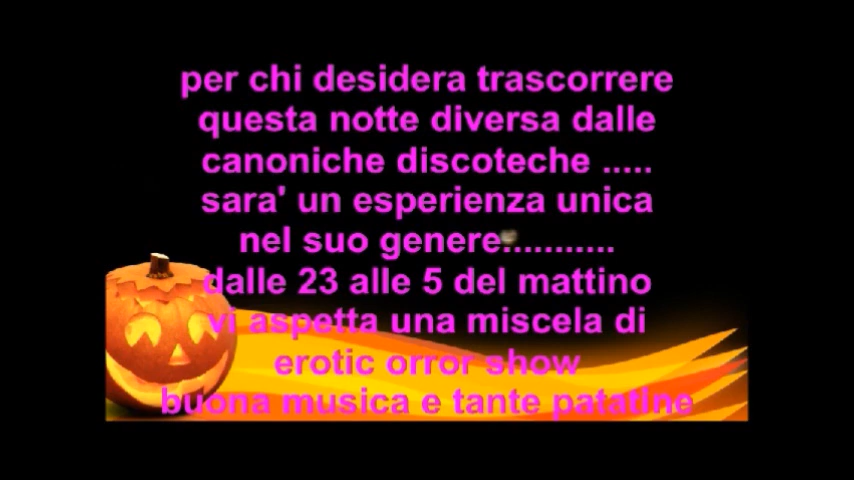 per chi desidera trascorrere
questa notte diversa dalle
canoniche discoteche .....
sara' un esperienza unica
nel suo genere...........
dalle 23 alle 5 del mattino
vi aspetta una miscela di
erotic orror show
buona musica e tante patatine